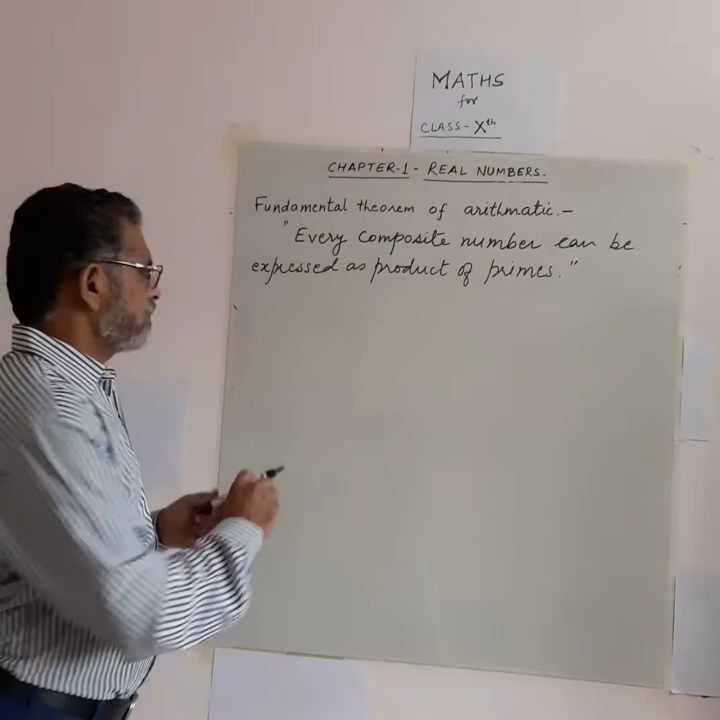 MATHS
for
CLASS - Xth
CHAPTER-1 - REAL NUMBERS.
Fundamental theorem of arithmatic.-
"Every composite number can be
expressed as product of primes."